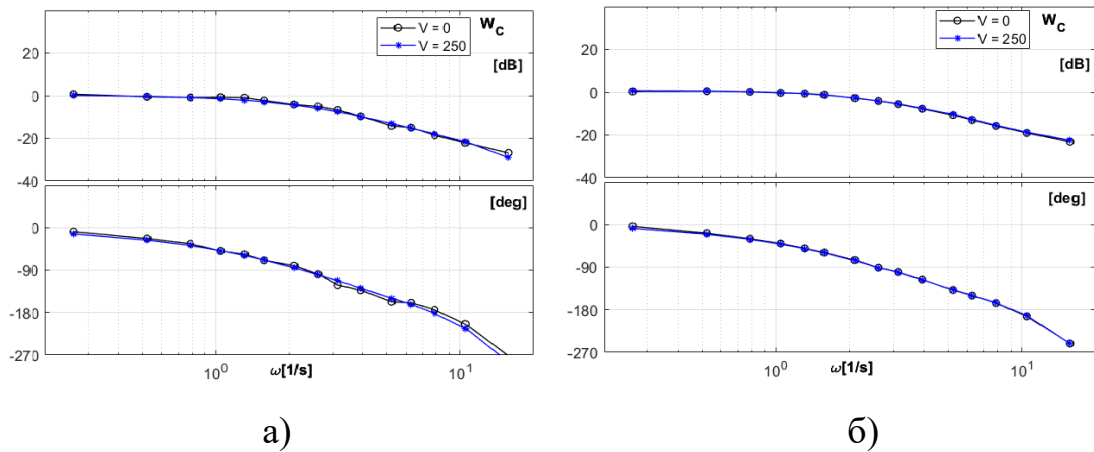 V = 0
V = 250
W_C
[dB]
20
0
-20
-40
[deg]
0
-90
-180
-270
10^0
10^1
ω[1/s]
а)
V = 0
V = 250
W_C
[dB]
20
0
-20
-40
[deg]
0
-90
-180
-270
10^0
10^1
ω[1/s]
б)